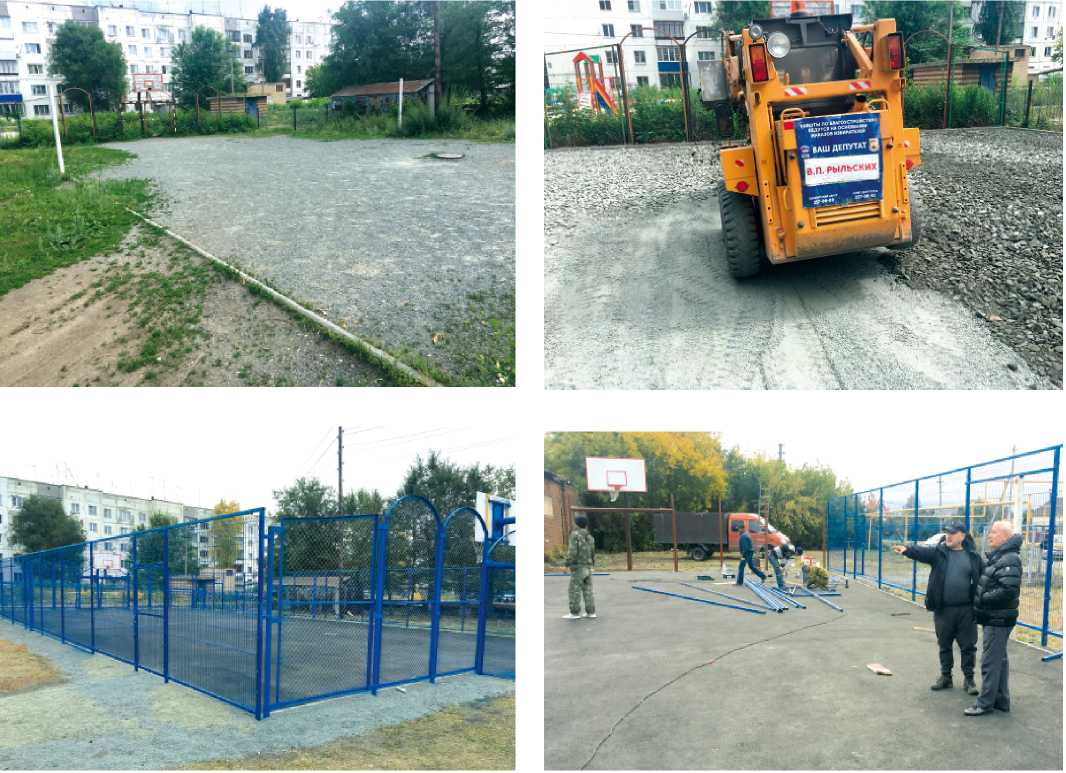 РАБОТЫ ПО БЛАГОУСТРОЙСТВУ
ВЕДУТСЯ НА ОСНОВАНИИ
НАКАЗОВ ИЗБИРАТЕЛЕЙ
ВАШ ДЕПУТАТ
В.П. РЫЛЬСКИХ